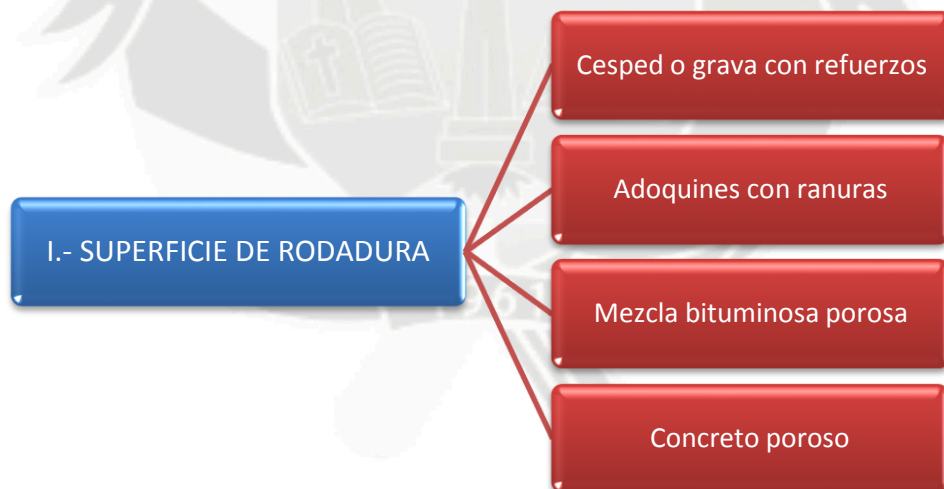 Cesped o grava con refuerzos
Adoquines con ranuras
I.- SUPERFICIE DE RODADURA
Mezcla bituminosa porosa
Concreto poroso